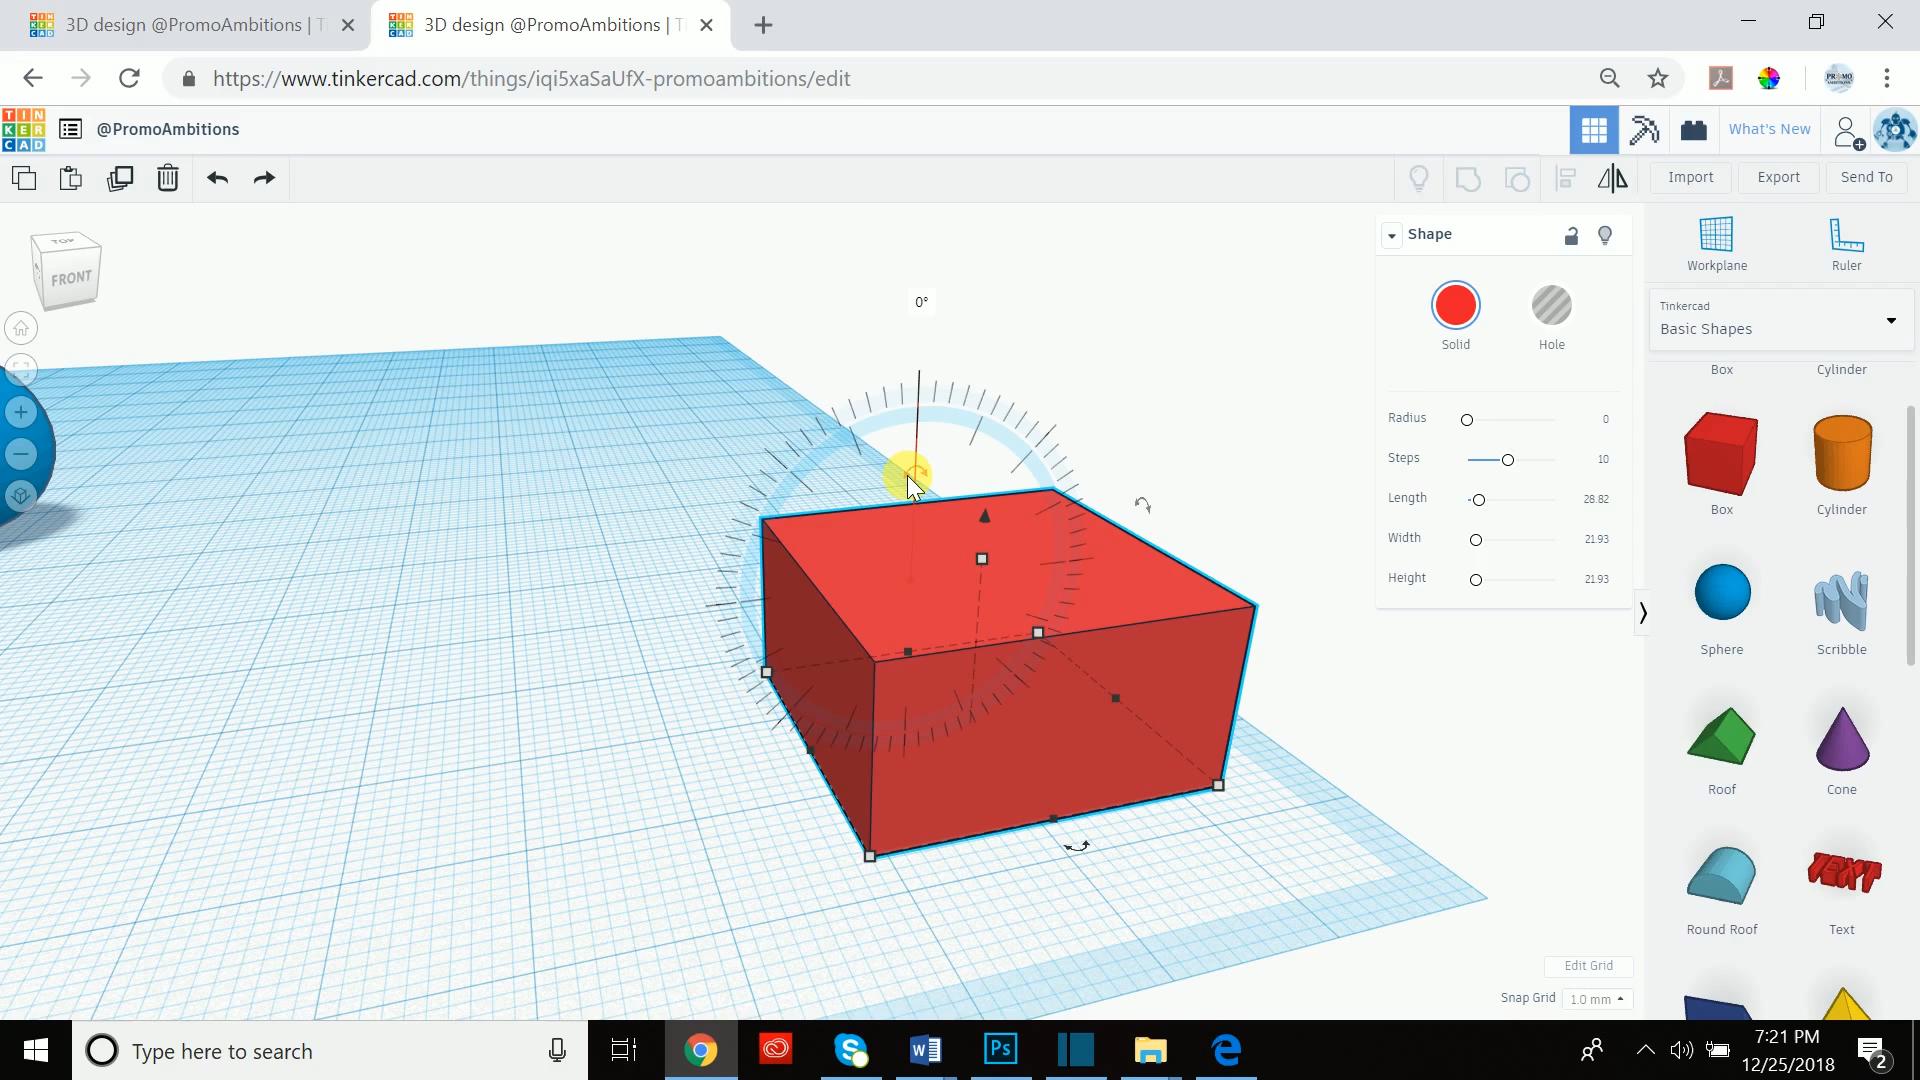 3D design @PromoAmbitions | T
3D design @PromoAmbitions | T
https://www.tinkercad.com/things/iqi5xaSaUfX-promoambitions/edit
PROMO
TIN
KER
CAD
@PromoAmbitions
What's New
Import
Export
Send To
TOP
FRONT
0°
Shape
Solid
Hole
Radius 0
Steps 10
Length 28.82
Width 21.93
Height 21.93
Workplane
Ruler
Tinkercad
Basic Shapes
Box
Cylinder
Box
Cylinder
Sphere
Scribble
Roof
Cone
TEXT
Round Roof
Text
Edit Grid
Snap Grid 1.0 mm
Type here to search
W
Ps
7:21 PM
12/25/2018
2